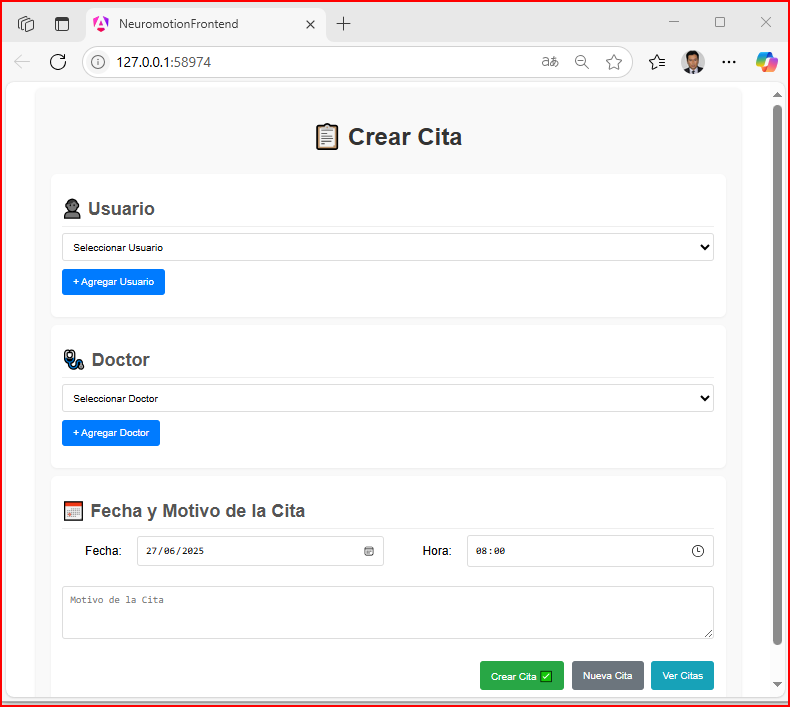 NeuromotionFrontend
127.0.0.1:58974
aあ
Crear Cita
Usuario
Seleccionar Usuario
+ Agregar Usuario
Doctor
Seleccionar Doctor
+ Agregar Doctor
Fecha y Motivo de la Cita
Fecha: 27/06/2025 Hora: 08:00
Motivo de la Cita
Crear Cita ✅ Nueva Cita Ver Citas